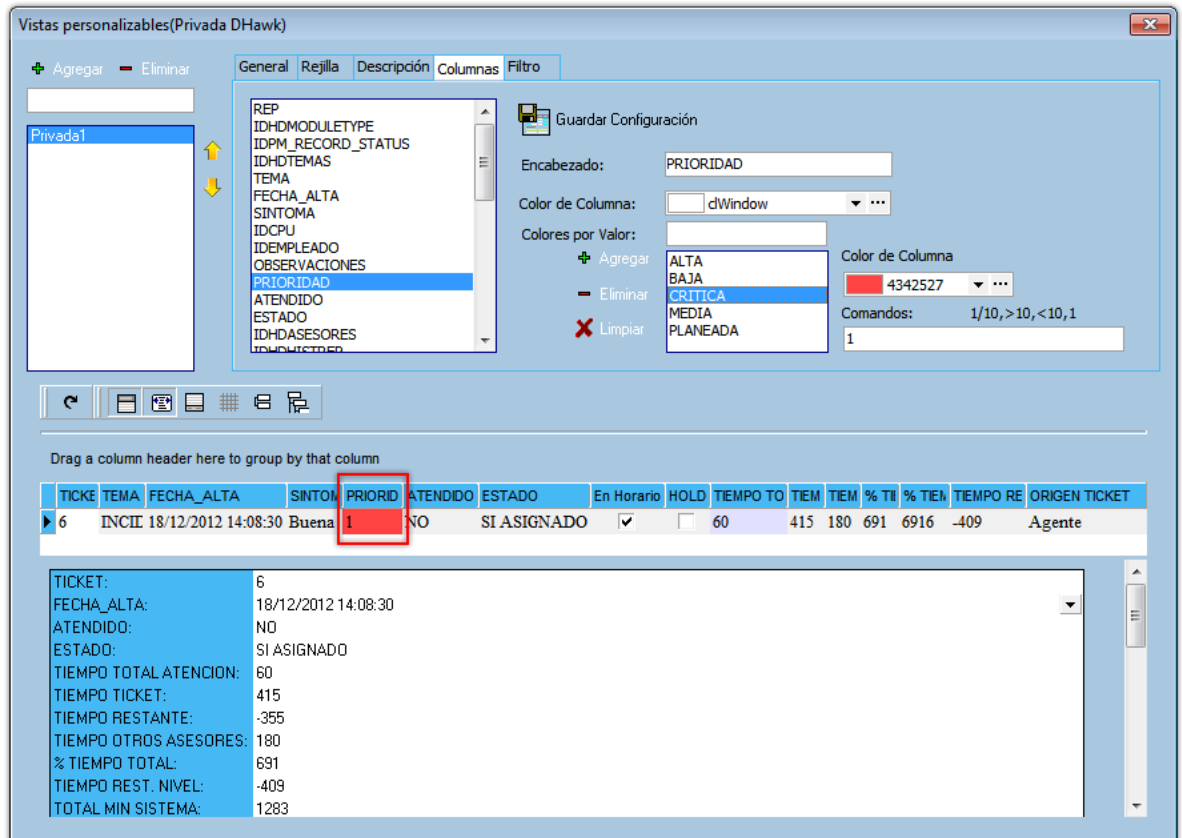 Vistas personalizables(Privada DHawk)
Agregar Eliminar
General Rejilla Descripción Columnas Filtro
Privada1
REP
IDHDMODULETYPE
IDPM_RECORD_STATUS
IDHDTEMAS
TEMA
FECHA_ALTA
SINTOMA
IDCPU
IDEMPLEADO
OBSERVACIONES
PRIORIDAD
ATENDIDO
ESTADO
IDHDASESORES
IDHDHISTREP
Guardar Configuración
Encabezado: PRIORIDAD
Color de Columna: clWindow
Colores por Valor:
Agregar
Eliminar
Limpiar
ALTA
BAJA
CRITICA
MEDIA
PLANEADA
Color de Columna
4342527
Comandos: 1/10,>10,<10,1
1
Drag a column header here to group by that column
TICKE TEMA FECHA_ALTA SINTOM PRIORID ATENDIDO ESTADO En Horario HOLD TIEMPO TO TIEM TIEM % TII % TIEM TIEMPO RE ORIGEN TICKET
6 INCII 18/12/2012 14:08:30 Buena 1 NO SI ASIGNADO 60 415 180 691 6916 -409 Agente
TICKET: 6
FECHA_ALTA: 18/12/2012 14:08:30
ATENDIDO: NO
ESTADO: SI ASIGNADO
TIEMPO TOTAL ATENCION: 60
TIEMPO TICKET: 415
TIEMPO RESTANTE: -355
TIEMPO OTROS ASESORES: 180
% TIEMPO TOTAL: 691
TIEMPO REST. NIVEL: -409
TOTAL MIN SISTEMA: 1283